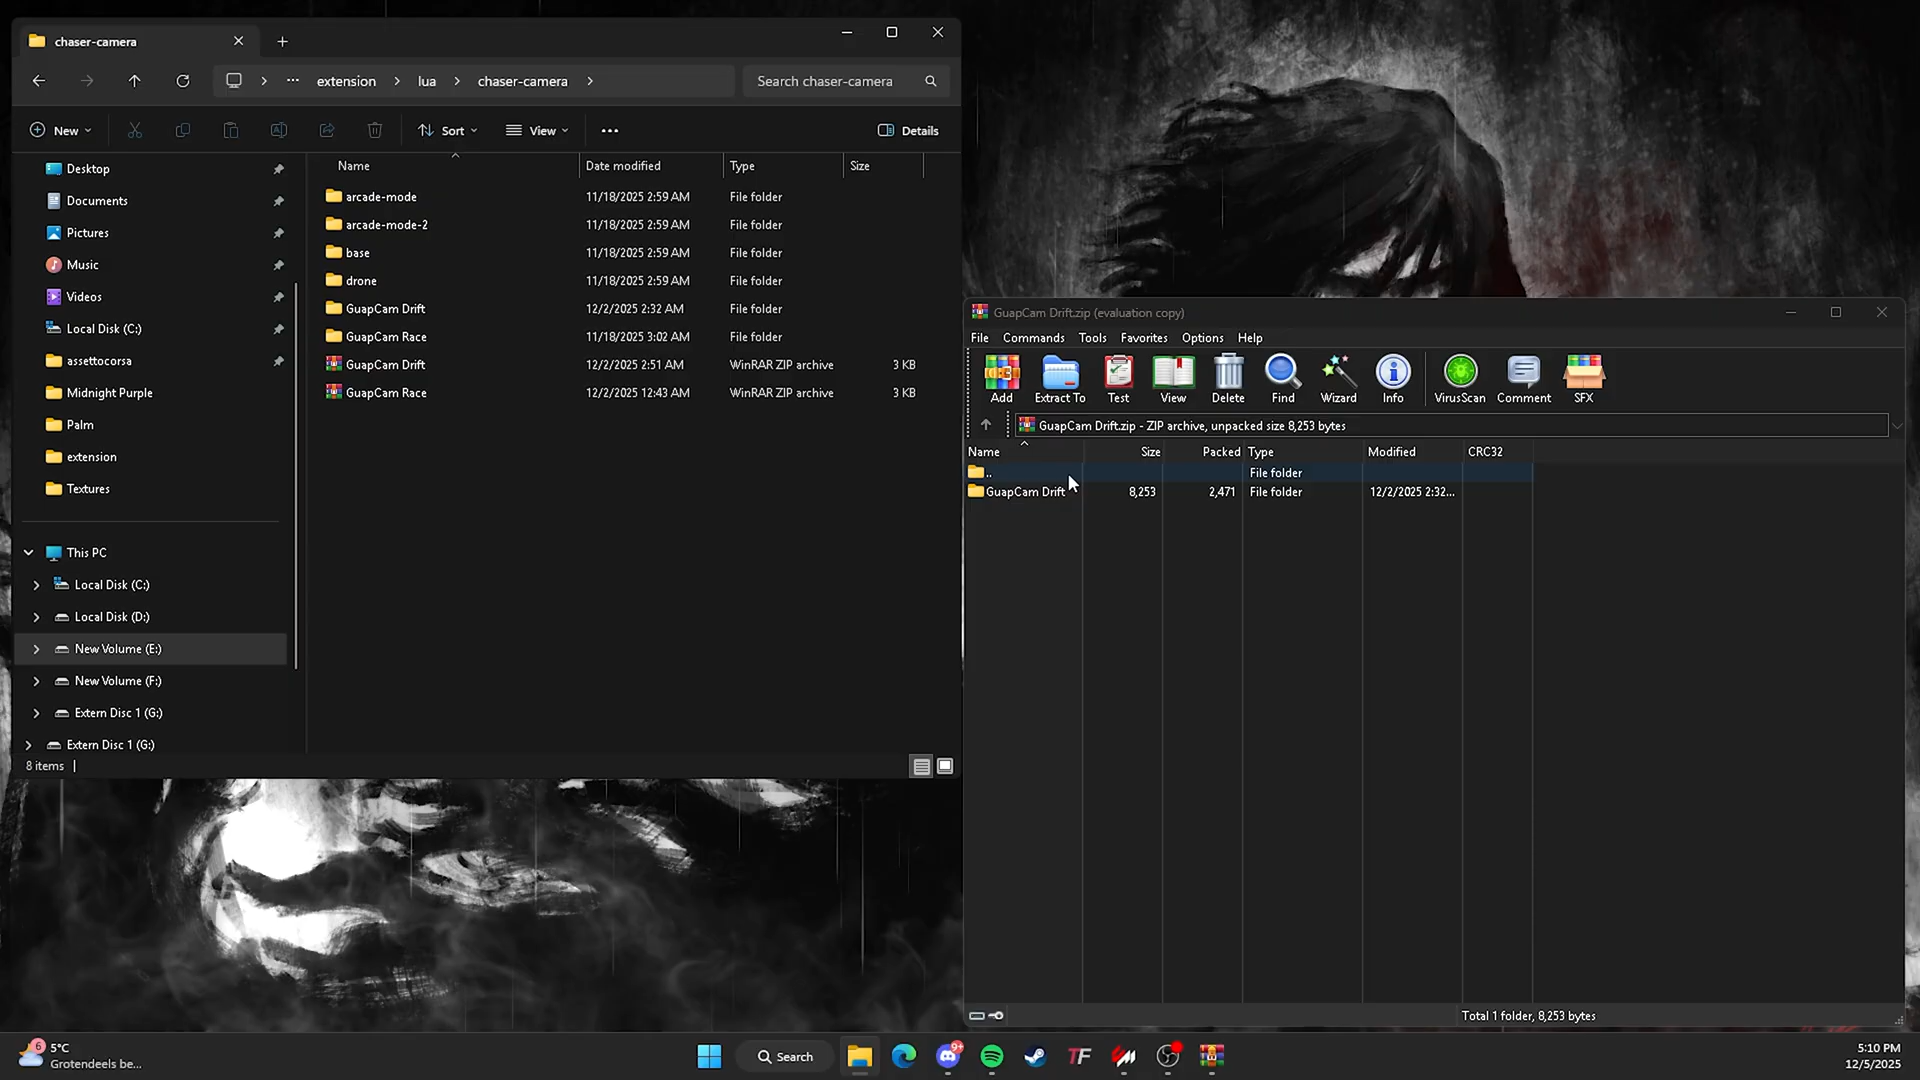 chaser-camera
extension > lua > chaser-camera >
Search chaser-camera
New
Sort
View
Details
Name
Date modified
Type
Size
Desktop
Documents
Pictures
Music
Videos
Local Disk (C:)
assettocorsa
Midnight Purple
Palm
extension
Textures
This PC
Local Disk (C:)
Local Disk (D:)
New Volume (E:)
New Volume (F:)
Extern Disc 1 (G:)
Extern Disc 1 (G:)
arcade-mode 11/18/2025 2:59 AM File folder
arcade-mode-2 11/18/2025 2:59 AM File folder
base 11/18/2025 2:59 AM File folder
drone 11/18/2025 2:59 AM File folder
GuapCam Drift 12/2/2025 2:32 AM File folder
GuapCam Race 11/18/2025 3:02 AM File folder
GuapCam Drift 12/2/2025 2:51 AM WinRAR ZIP archive 3 KB
GuapCam Race 12/2/2025 12:43 AM WinRAR ZIP archive 3 KB
8 items
GuapCam Drift.zip (evaluation copy)
File Commands Tools Favorites Options Help
Add Extract To Test View Delete Find Wizard Info VirusScan Comment SFX
GuapCam Drift.zip - ZIP archive, unpacked size 8,253 bytes
Name Size Packed Type Modified CRC32
.. File folder
GuapCam Drift 8,253 2,471 File folder 12/2/2025 2:32...
Total 1 folder, 8,253 bytes
6
5°C
Grotendeels be...
Search
9+
TF
5:10 PM
12/5/2025